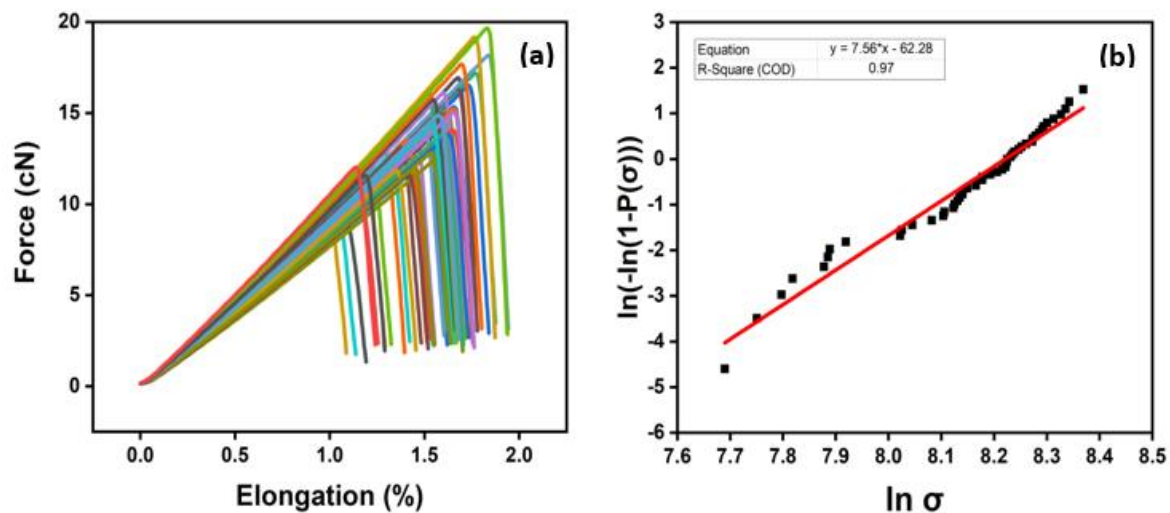 (a)
Force (cN)
20
15
10
5
0
0.0 0.5 1.0 1.5 2.0
Elongation (%)
(b)
Equation y = 7.56*x - 62.28
R-Square (COD) 0.97
ln(-ln(1-P(σ)))
3
2
1
0
-1
-2
-3
-4
-5
-6
7.6 7.7 7.8 7.9 8.0 8.1 8.2 8.3 8.4 8.5
ln σ